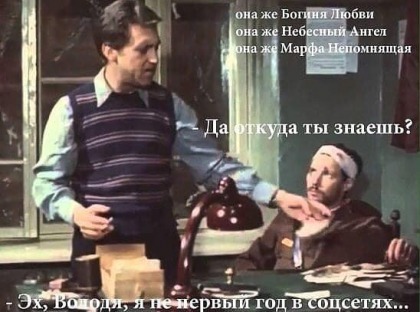 она же Богиня Любви
она же Небесный Ангел
она же Марфа Непомнящая
- Да откуда ты знаешь?
- Эх, Володя, я не первый год в соцсетях...